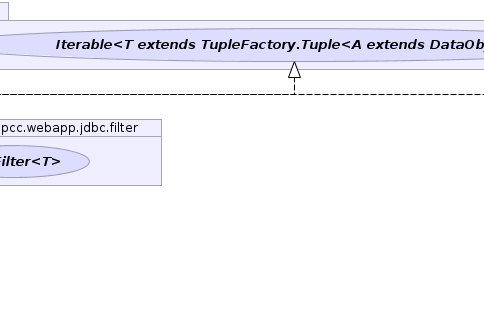 Iterable<T extends TupleFactory.Tuple<A extends DataOb
pcc.webapp.jdbc.filter
ilter<T>